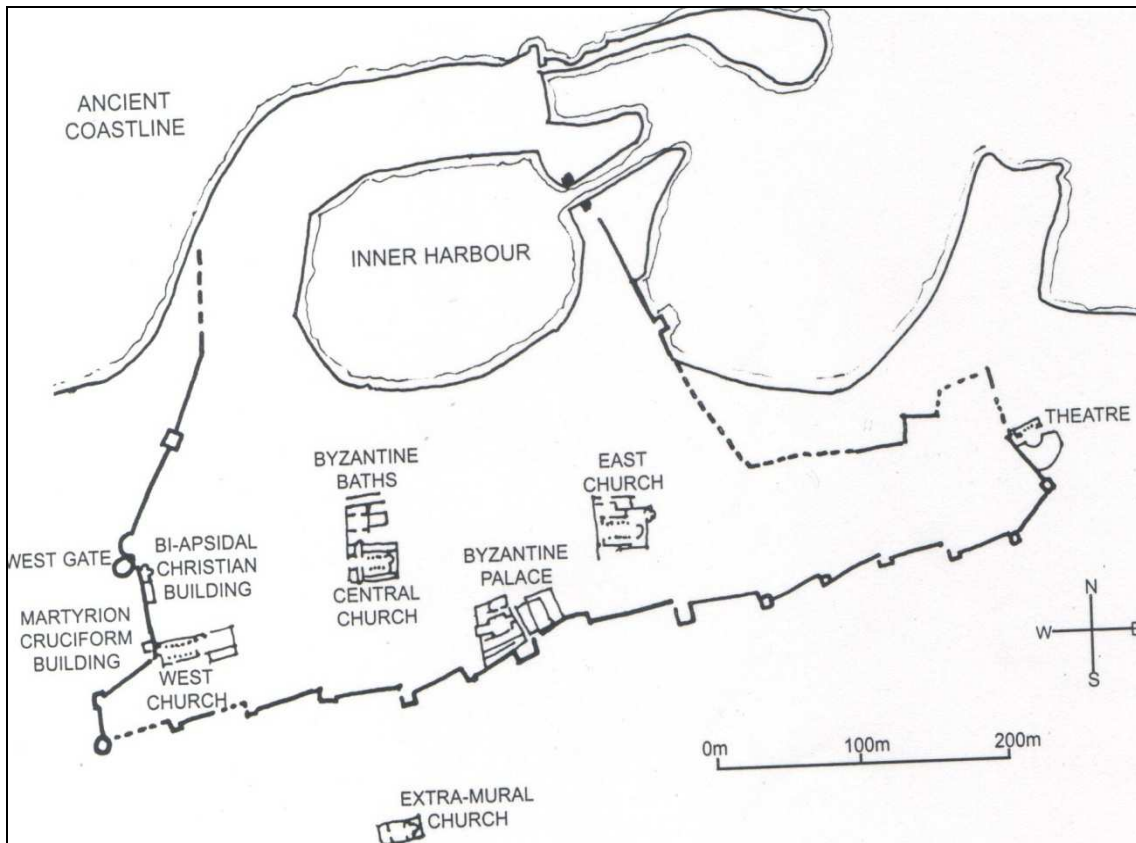 ANCIENT
COASTLINE
INNER HARBOUR
THEATRE
BYZANTINE
BATHS
EAST
CHURCH
WEST GATE
BI-APSIDAL
CHRISTIAN
BUILDING
BYZANTINE
PALACE
CENTRAL
CHURCH
MARTYRION
CRUCIFORM
BUILDING
WEST
CHURCH
N
W
S
0m
100m
200m
EXTRA-MURAL
CHURCH